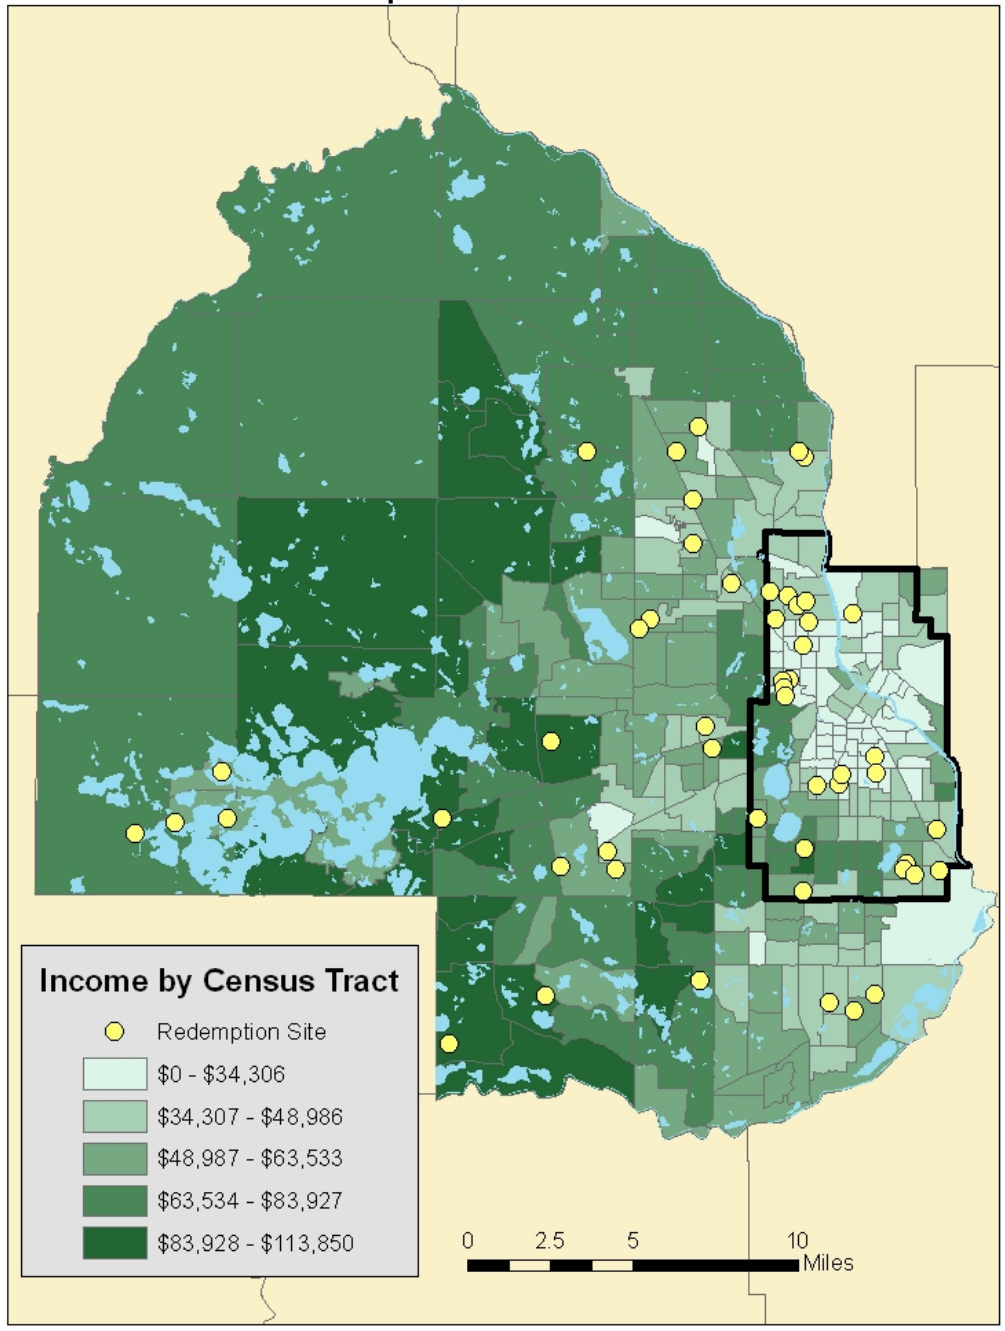 Income by Census Tract
Redemption Site
$0 - $34,306
$34,307 - $48,986
$48,987 - $63,533
$63,534 - $83,927
$83,928 - $113,850
0 2.5 5 10
Miles